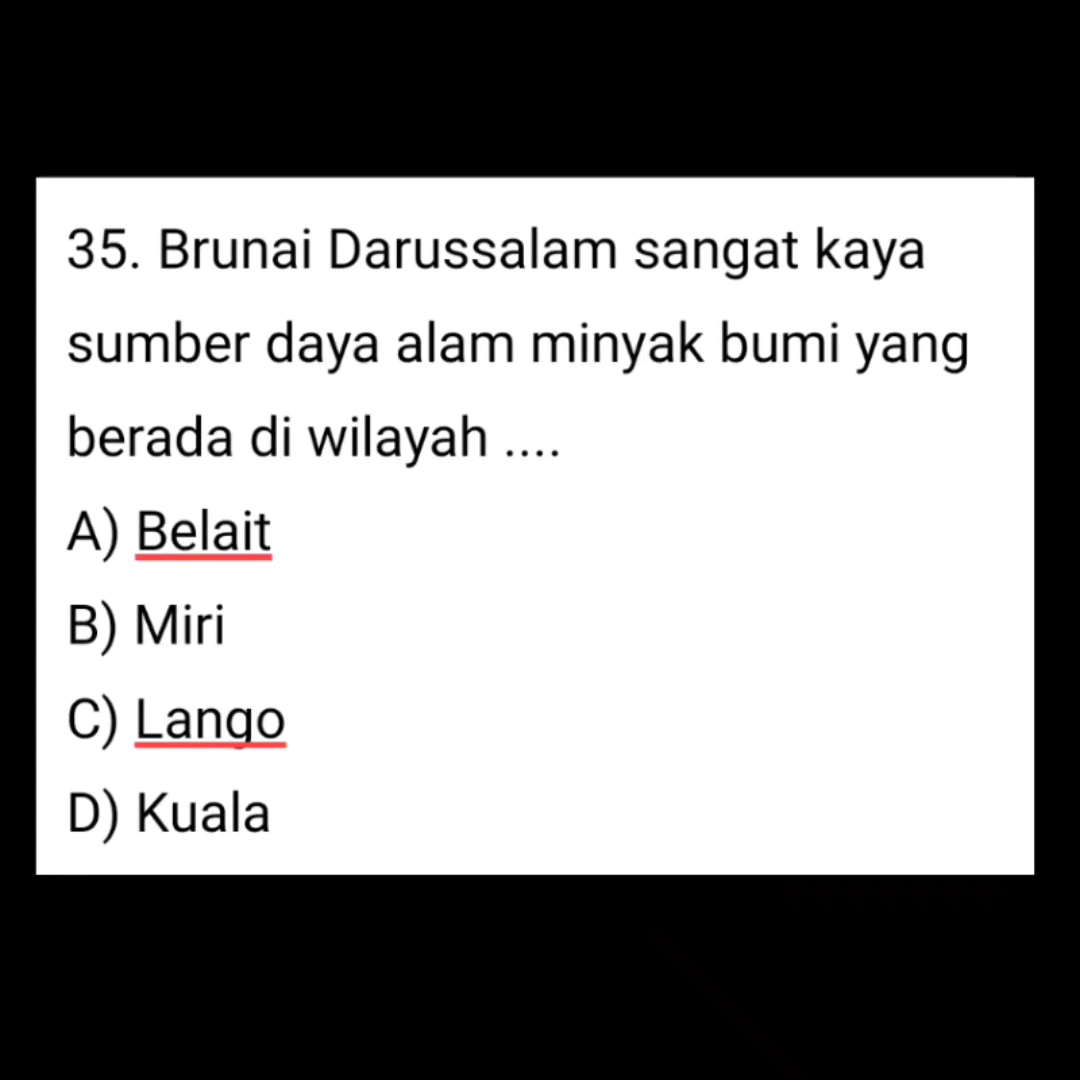 35. Brunai Darussalam sangat kaya
sumber daya alam minyak bumi yang
berada di wilayah ....
A) Belait
B) Miri
C) Lango
D) Kuala